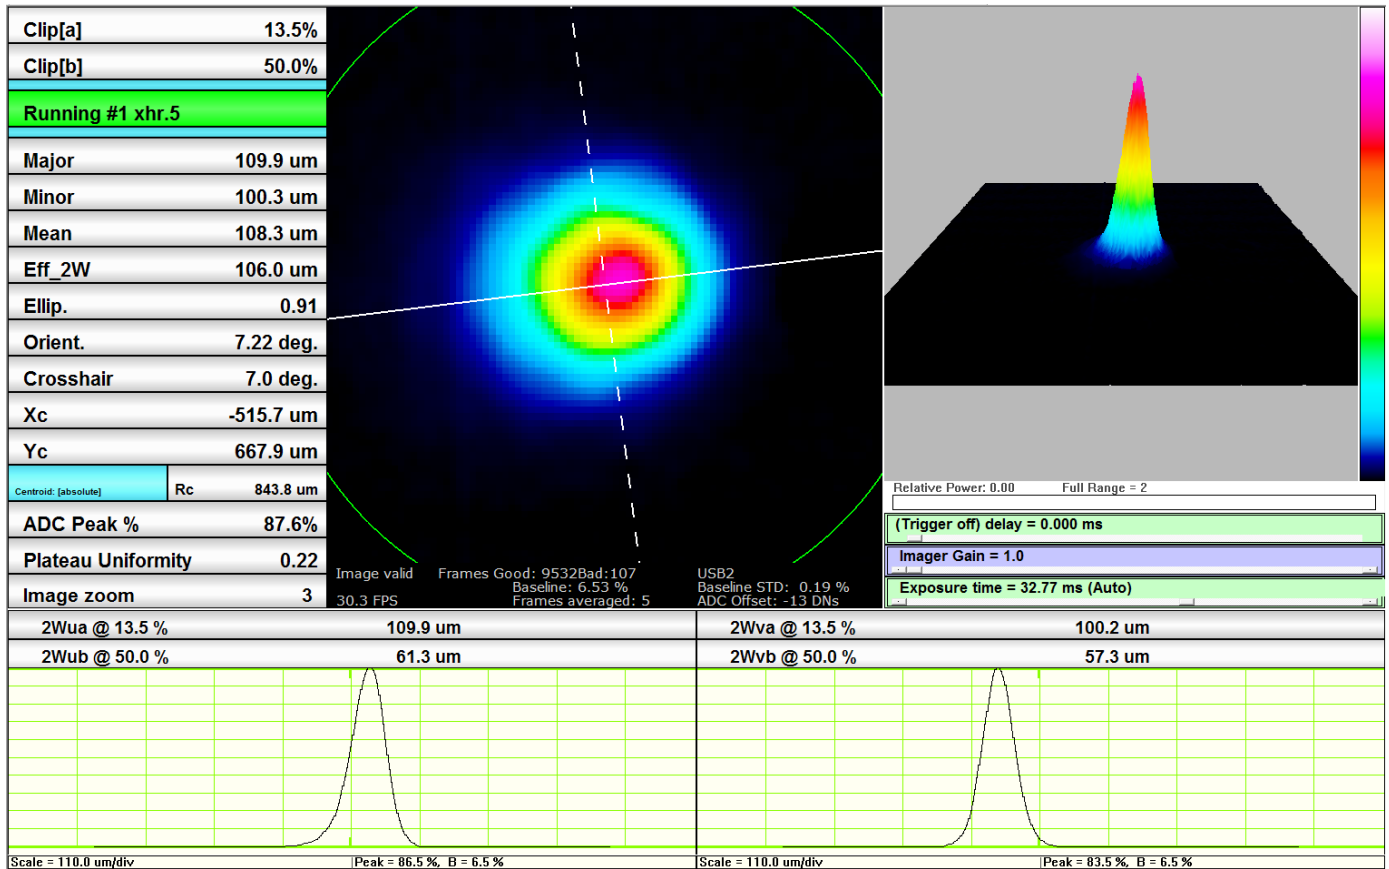 Clip[a] 13.5%
Clip[b] 50.0%
Running #1 xhr.5
Major 109.9 um
Minor 100.3 um
Mean 108.3 um
Eff_2W 106.0 um
Ellip. 0.91
Orient. 7.22 deg.
Crosshair 7.0 deg.
Xc -515.7 um
Yc 667.9 um
Centroid: [absolute] Rc 843.8 um
ADC Peak % 87.6%
Plateau Uniformity 0.22
Image zoom 3
Image valid Frames Good: 9532Bad:107 USB2
Baseline: 6.53 % Baseline STD: 0.19 %
30.3 FPS Frames averaged: 5 ADC Offset: -13 DNs
Relative Power: 0.00 Full Range = 2
(Trigger off) delay = 0.000 ms
Imager Gain = 1.0
Exposure time = 32.77 ms (Auto)
2Wua @ 13.5 % 109.9 um
2Wub @ 50.0 % 61.3 um
2Wva @ 13.5 % 100.2 um
2Wvb @ 50.0 % 57.3 um
Scale = 110.0 um/div Peak = 86.5 %, B = 6.5 %
Scale = 110.0 um/div Peak = 83.5 %, B = 6.5 %